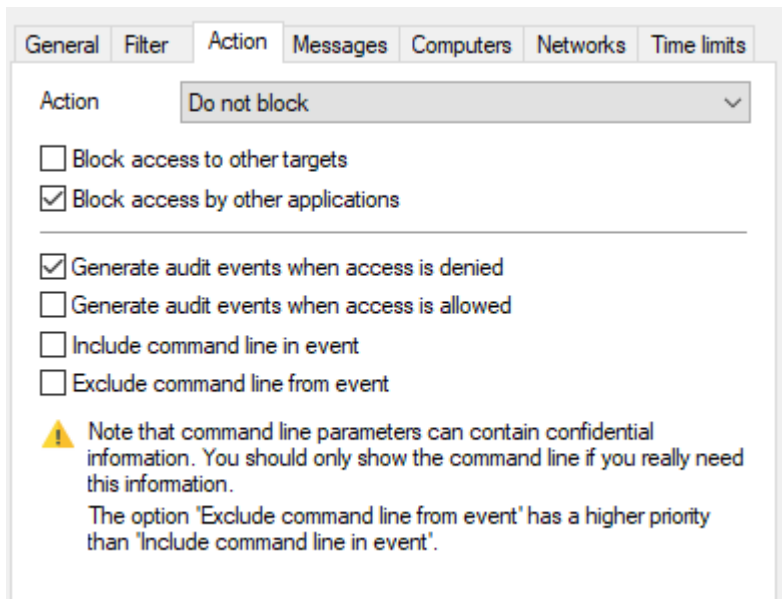 General Filter Action Messages Computers Networks Time limits
Action Do not block
Block access to other targets
Block access by other applications
Generate audit events when access is denied
Generate audit events when access is allowed
Include command line in event
Exclude command line from event
Note that command line parameters can contain confidential
information. You should only show the command line if you really need
this information.
The option "Exclude command line from event" has a higher priority
than "Include command line in event".